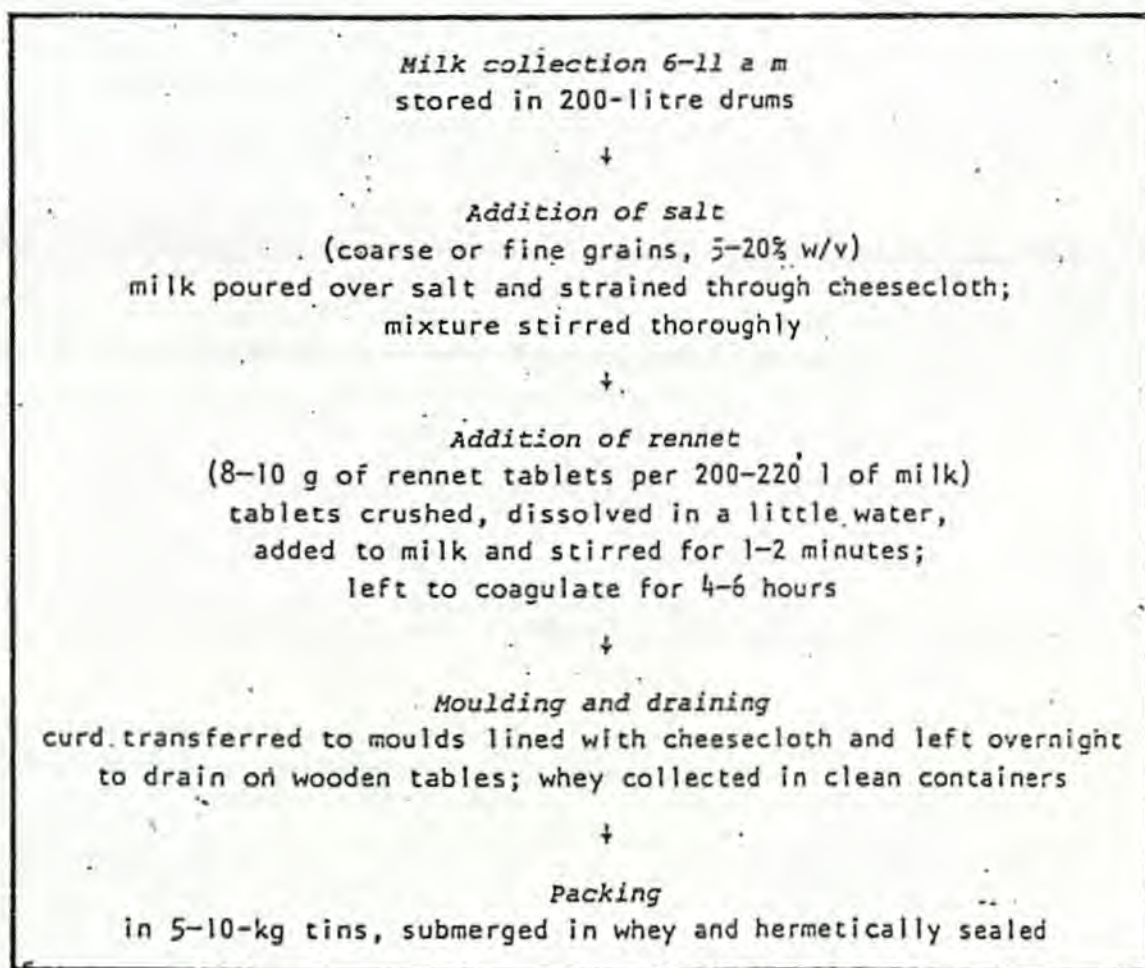 Milk collection 6-11 a m
stored in 200-litre drums
↓
Addition of salt
(coarse or fine grains, 5-20% w/v)
milk poured over salt and strained through cheesecloth;
mixture stirred thoroughly
↓
Addition of rennet
(8-10 g of rennet tablets per 200-220 l of milk)
tablets crushed, dissolved in a little water,
added to milk and stirred for 1-2 minutes;
left to coagulate for 4-6 hours
↓
Moulding and draining
curd transferred to moulds lined with cheesecloth and left overnight
to drain on wooden tables; whey collected in clean containers
↓
Packing
in 5-10-kg tins, submerged in whey and hermetically sealed